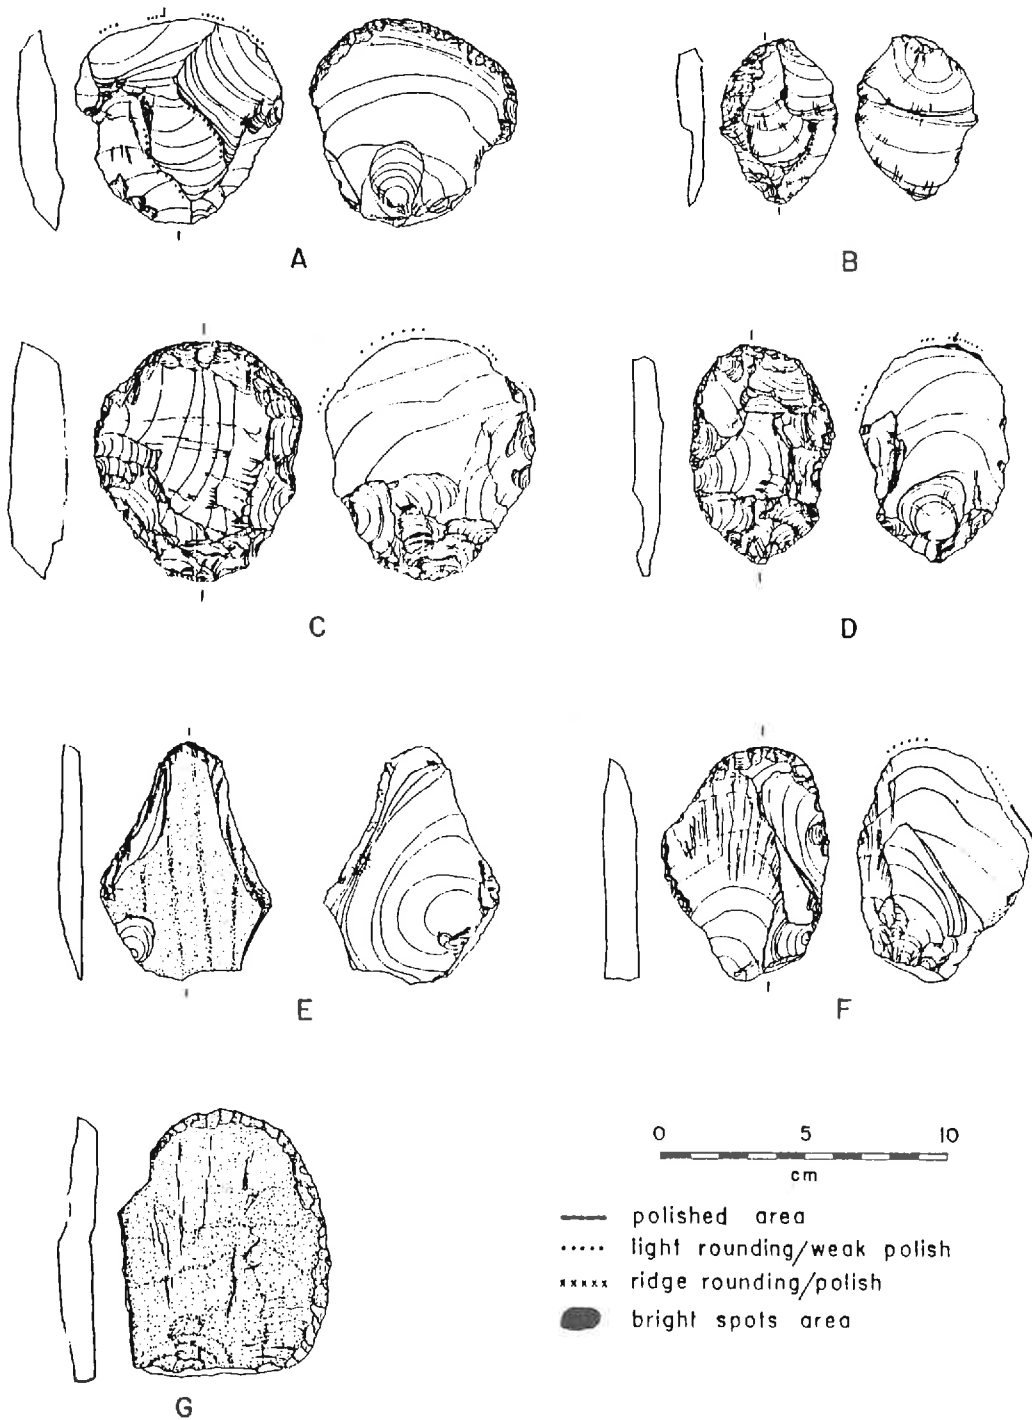 A
B
C
D
E
F
G
0 5 10
cm
polished area
light rounding/weak polish
ridge rounding/polish
bright spots area